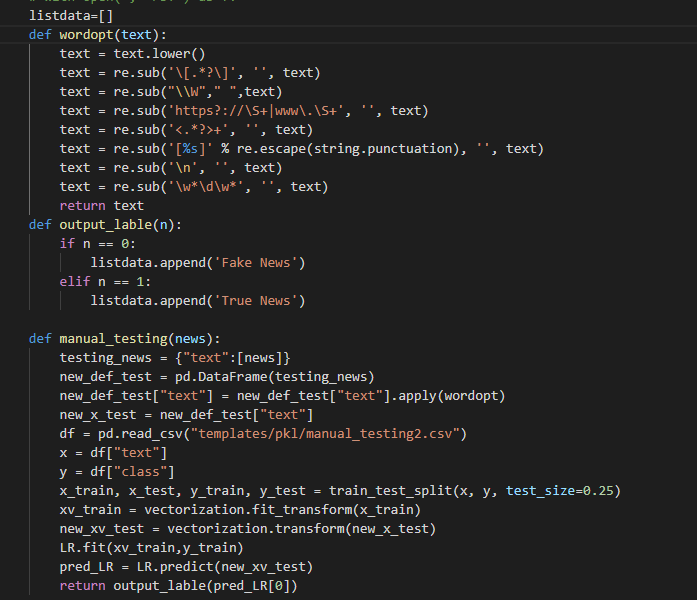 listdata=[]
def wordopt(text):
    text = text.lower()
    text = re.sub('\[.*?\]', '', text)
    text = re.sub("\\W"," ",text)
    text = re.sub('https?://\S+|www\.\S+', '', text)
    text = re.sub('<.*?>+', '', text)
    text = re.sub('[%s]' % re.escape(string.punctuation), '', text)
    text = re.sub('\n', '', text)
    text = re.sub('\w*\d\w*', '', text)
    return text
def output_lable(n):
    if n == 0:
        listdata.append('Fake News')
    elif n == 1:
        listdata.append('True News')
def manual_testing(news):
    testing_news = {"text":[news]}
    new_def_test = pd.DataFrame(testing_news)
    new_def_test["text"] = new_def_test["text"].apply(wordopt)
    new_x_test = new_def_test["text"]
    df = pd.read_csv("templates/pkl/manual_testing2.csv")
    x = df["text"]
    y = df["class"]
    x_train, x_test, y_train, y_test = train_test_split(x, y, test_size=0.25)
    xv_train = vectorization.fit_transform(x_train)
    new_xv_test = vectorization.transform(new_x_test)
    LR.fit(xv_train,y_train)
    pred_LR = LR.predict(new_xv_test)
    return output_lable(pred_LR[0])